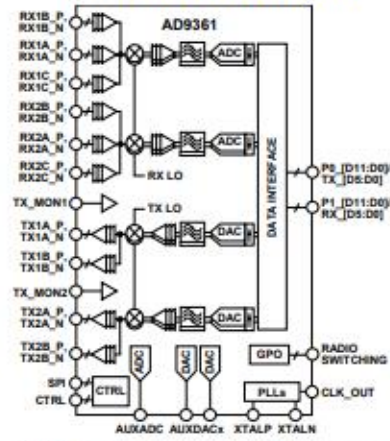 AD9361
RX1B_P,
RX1B_N
RX1A_P,
RX1A_N
RX1C_P,
RX1C_N
RX2B_P,
RX2B_N
RX2A_P,
RX2A_N
RX2C_P,
RX2C_N
TX_MON1
TX1A_P,
TX1A_N
TX1B_P,
TX1B_N
TX_MON2
TX2A_P,
TX2A_N
TX2B_P,
TX2B_N
SPI
CTRL
CTRL
RX LO
TX LO
ADC
ADC
DAC
DAC
DATA INTERFACE
P0_[D11:D0]/
TX_[D5:D0]
P1_[D11:D0]/
RX_[D5:D0]
ADC
DAC
DAC
GPO
RADIO
SWITCHING
PLLs
CLK_OUT
AUXADC
AUXDACx
XTALP
XTALN